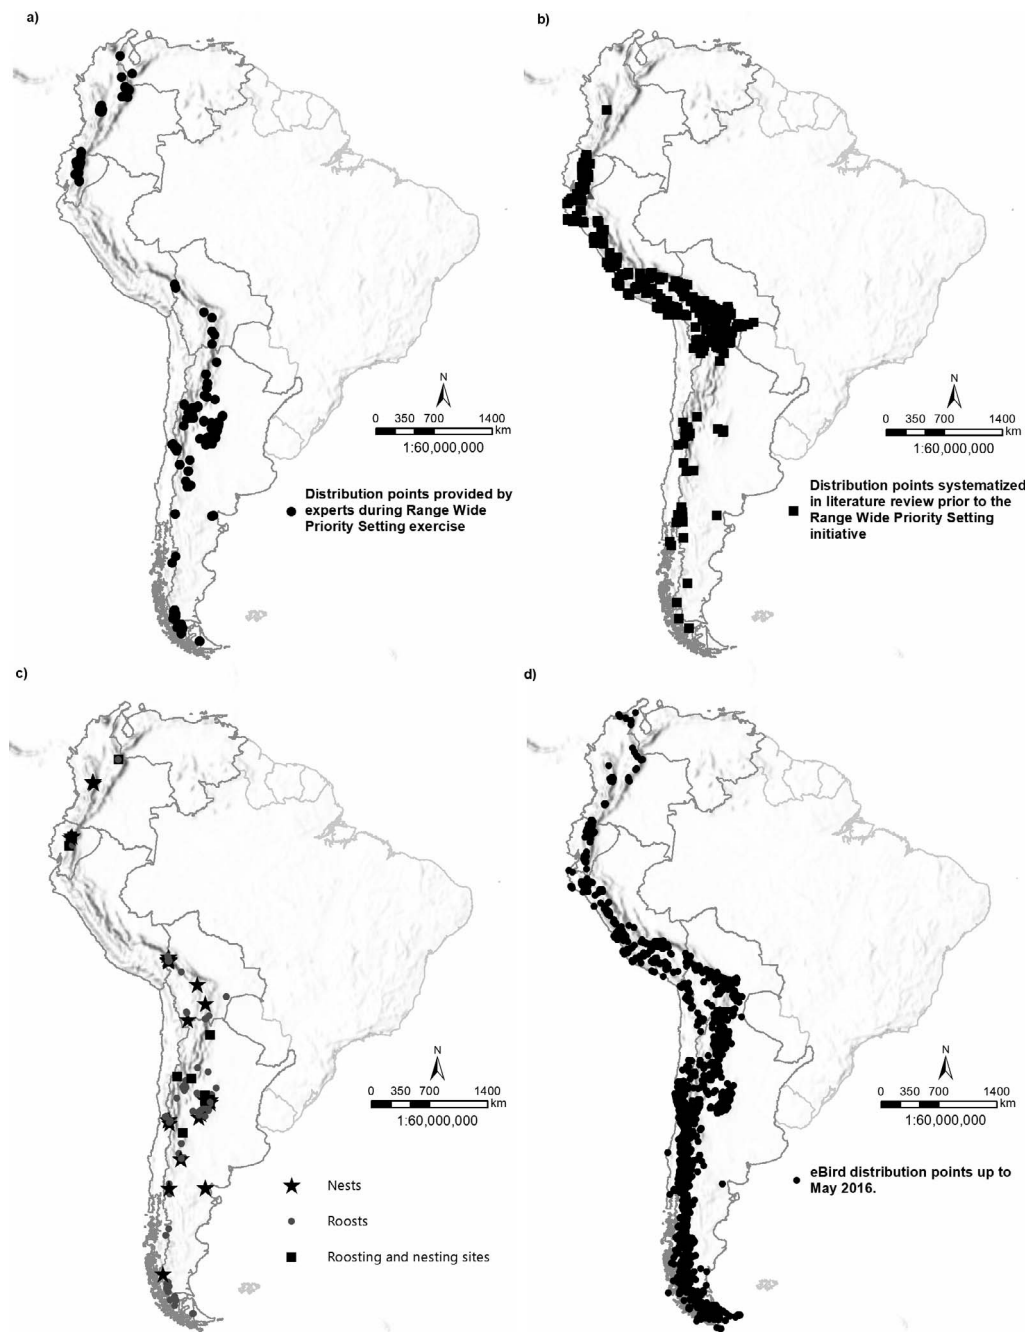 a)
N
0 350 700 1400
km
1:60,000,000
Distribution points provided by
experts during Range Wide
Priority Setting exercise
b)
N
0 350 700 1400
km
1:60,000,000
Distribution points systematized
in literature review prior to the
Range Wide Priority Setting
initiative
c)
N
0 350 700 1400
km
1:60,000,000
Nests
Roosts
Roosting and nesting sites
d)
N
0 350 700 1400
km
1:60,000,000
eBird distribution points up to
May 2016.